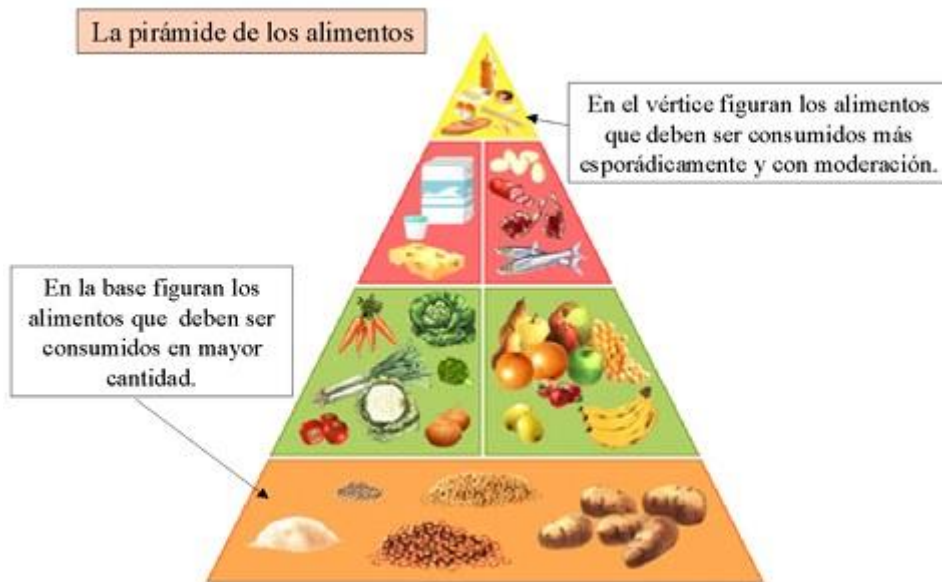 La pirámide de los alimentos
En el vértice figuran los alimentos
que deben ser consumidos más
esporádicamente y con moderación.
En la base figuran los
alimentos que deben ser
consumidos en mayor
cantidad.